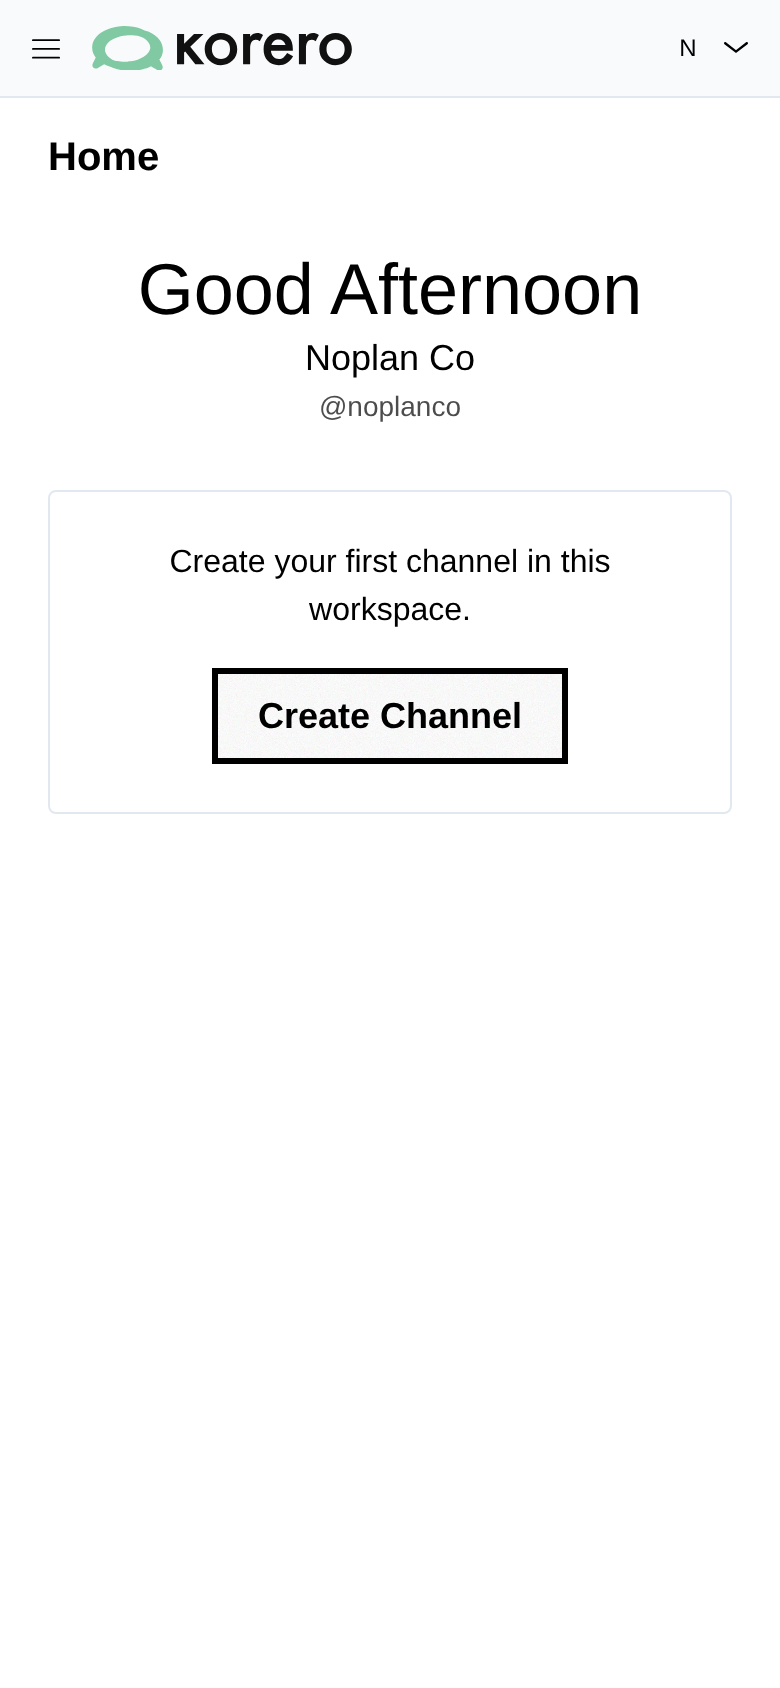 korero
N
Home
Good Afternoon
Noplan Co
@noplanco
Create your first channel in this
workspace.
Create Channel